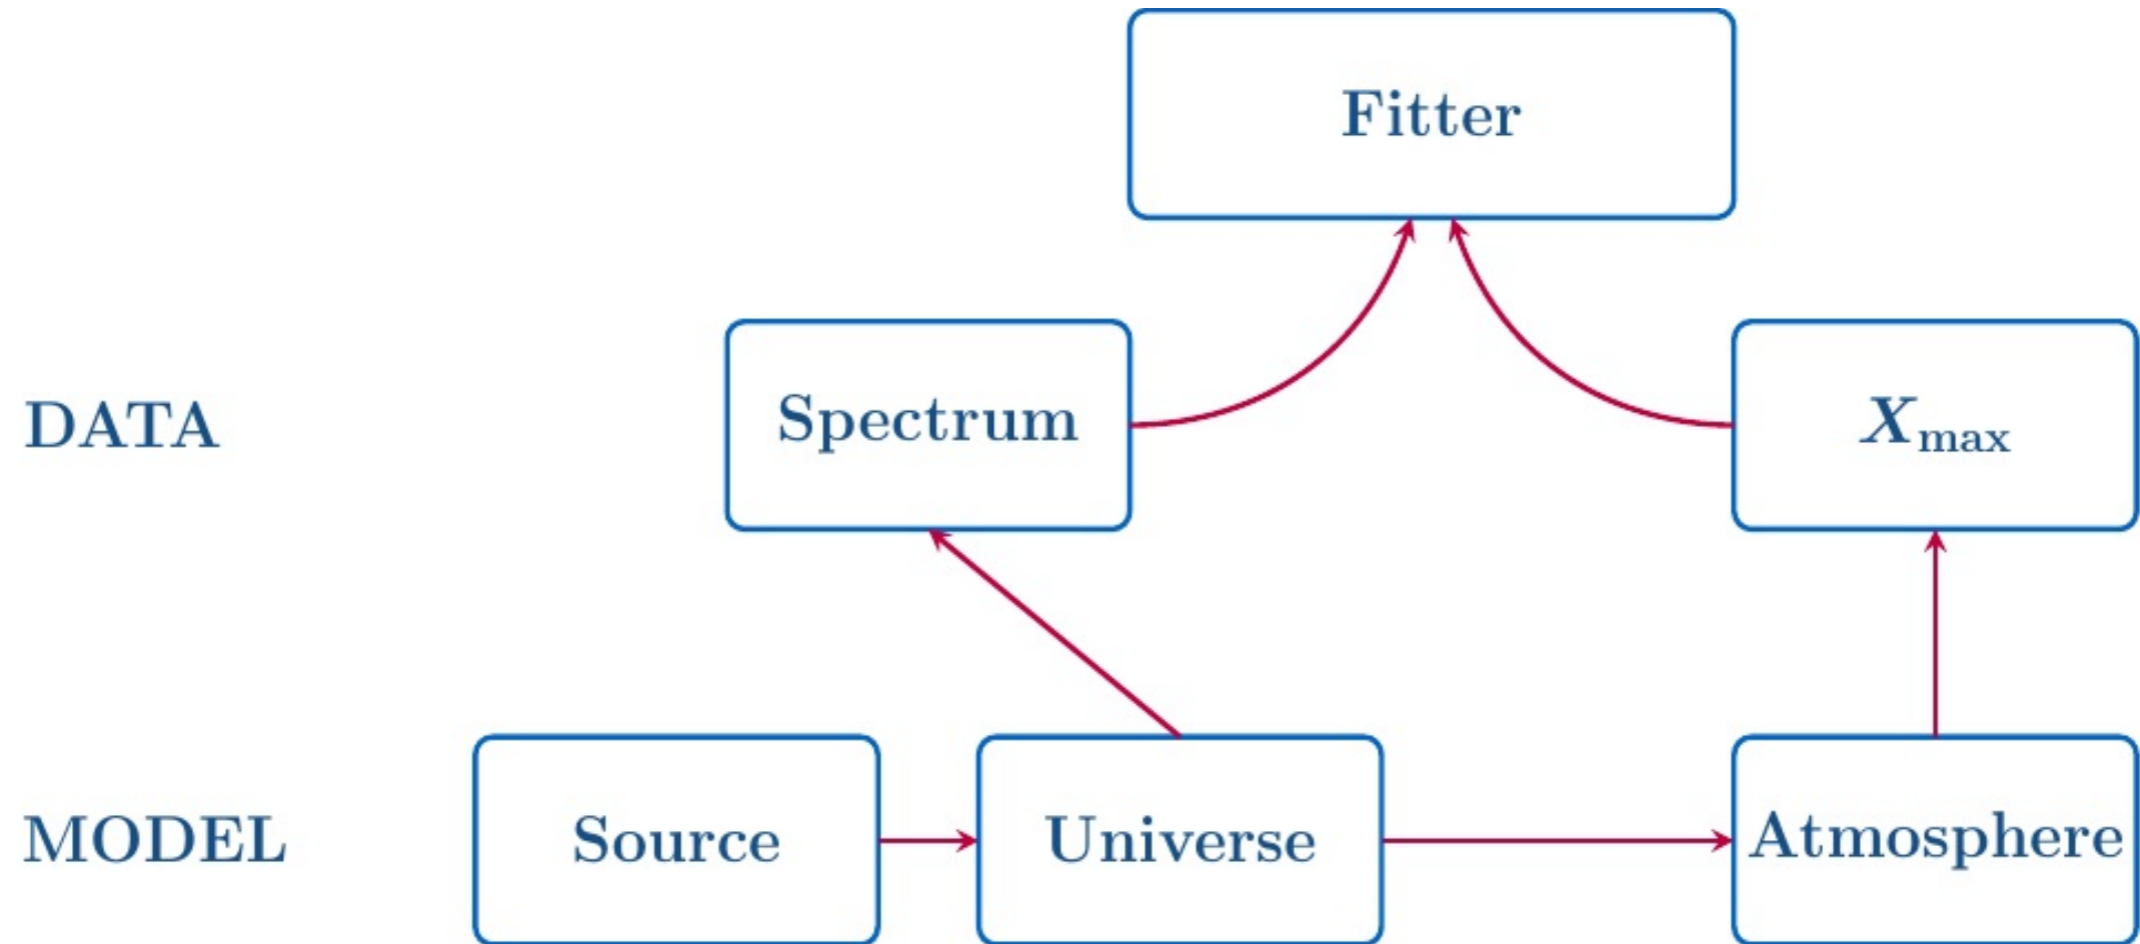 Fitter
DATA
Spectrum
Xmax
MODEL
Source
Universe
Atmosphere